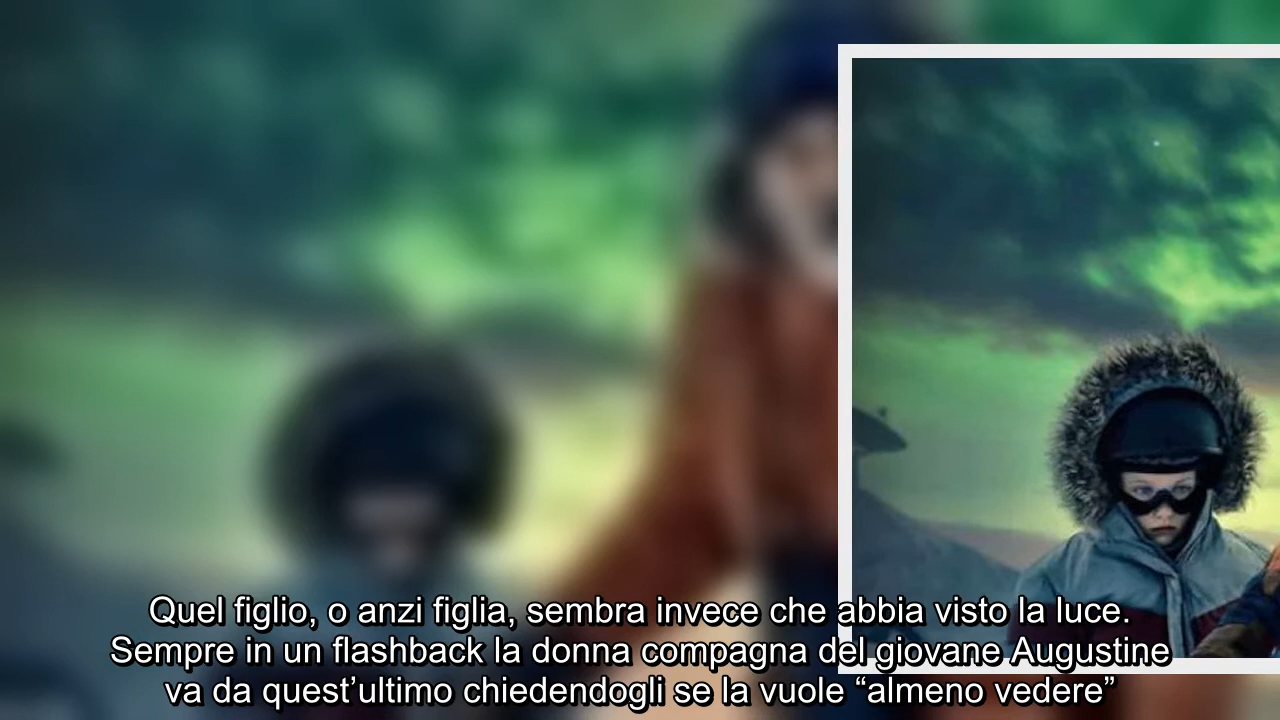 Quel figlio, o anzi figlia, sembra invece che abbia visto la luce.
Sempre in un flashback la donna compagna del giovane Augustine
va da quest’ultimo chiedendogli se la vuole “almeno vedere”